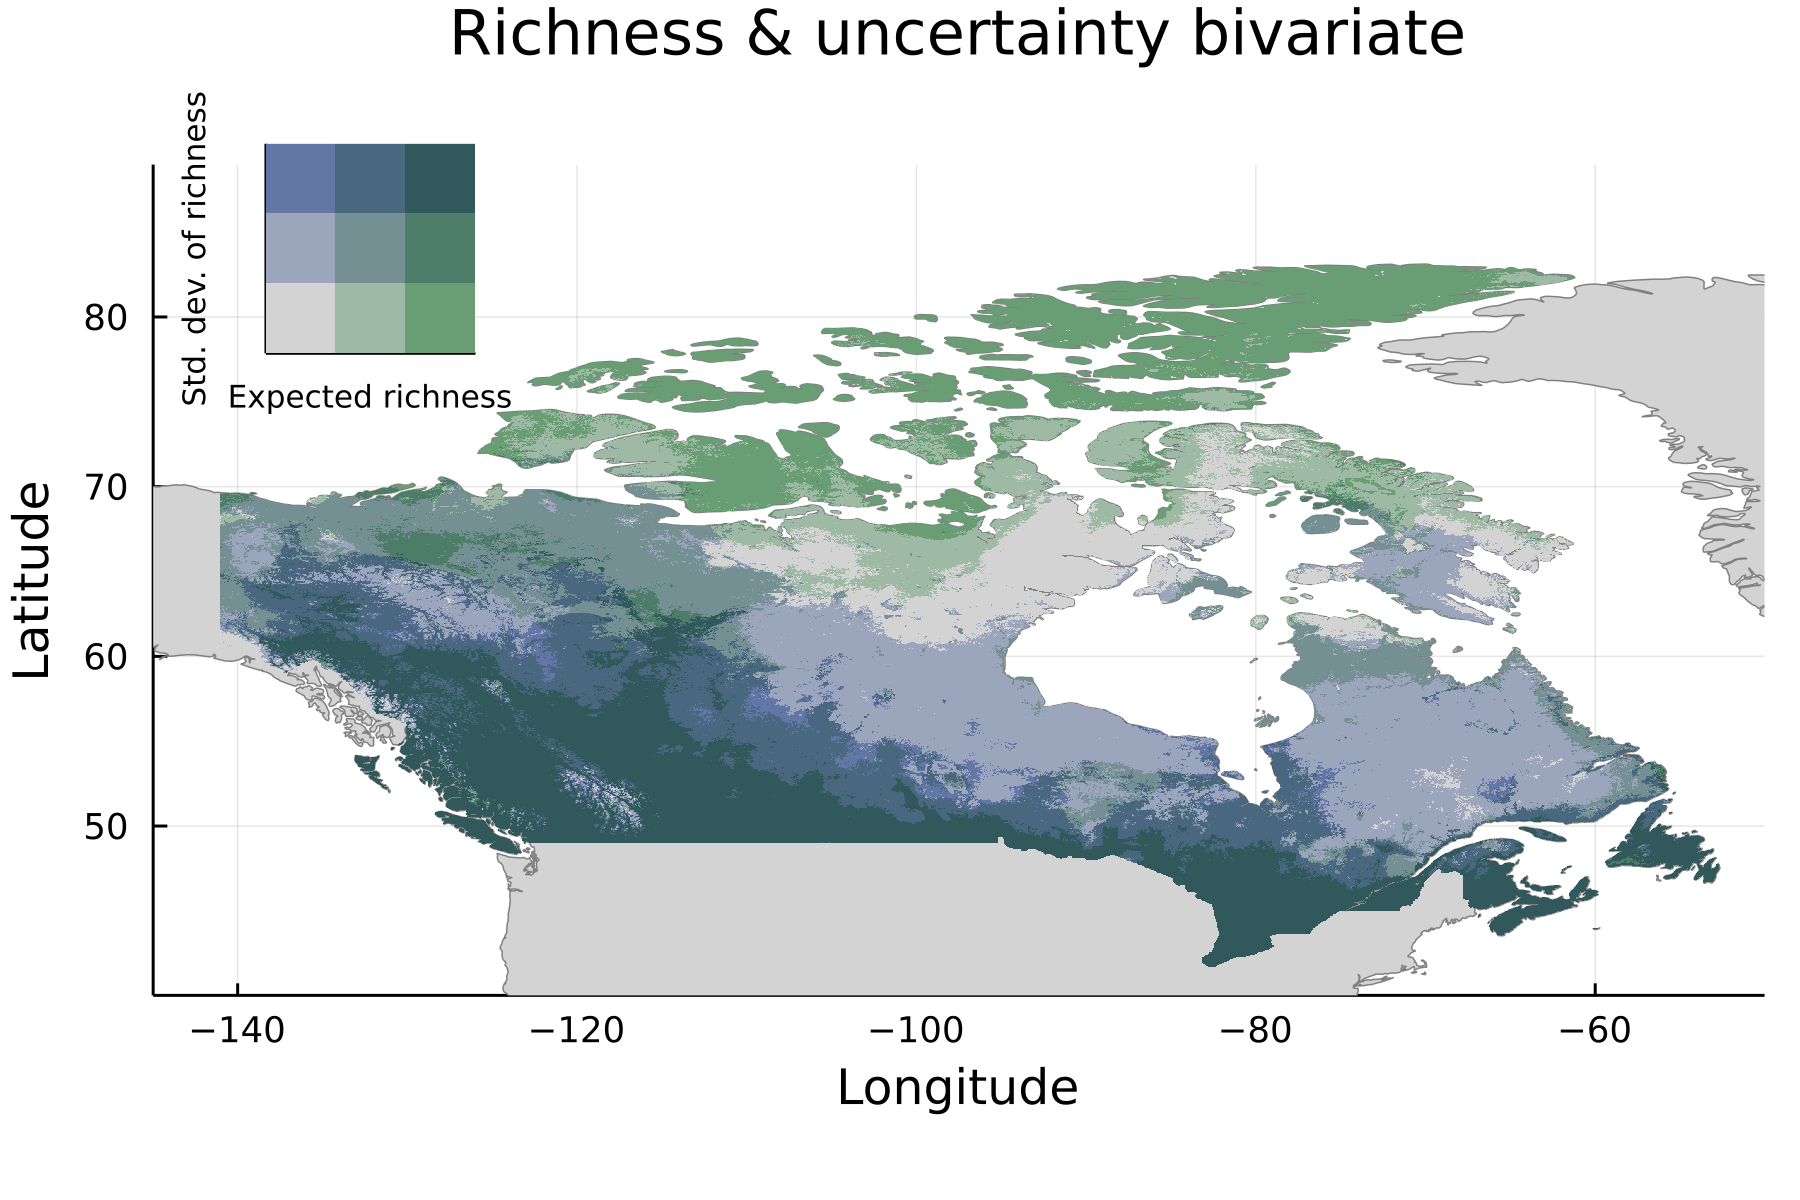 Richness & uncertainty bivariate
Std. dev. of richness
Expected richness
Latitude
80
70
60
50
−140
−120
−100
−80
−60
Longitude